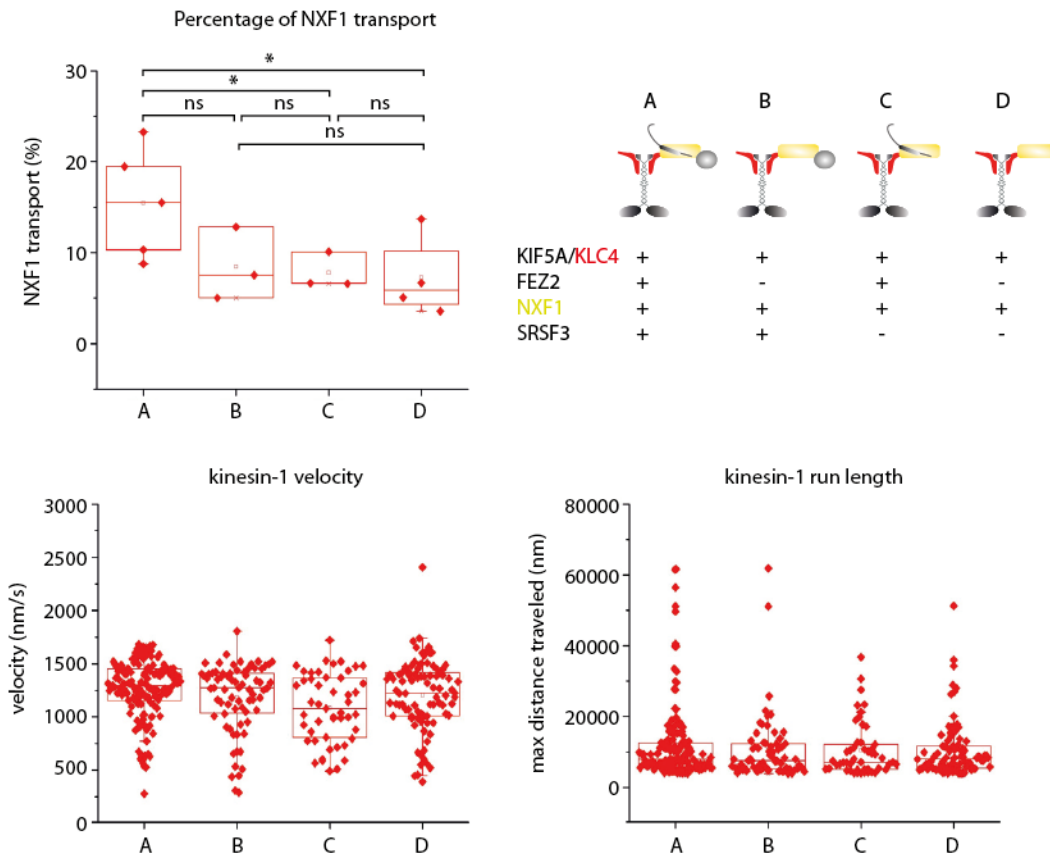 Percentage of NXF1 transport
NXF1 transport (%)
30
20
10
0
*
*
ns ns ns
ns
A B C D
A B C D
KIF5A/KLC4 + + + +
FEZ2 + - + -
NXF1 + + + +
SRSF3 + + - -
kinesin-1 velocity
velocity (nm/s)
3000
2500
2000
1500
1000
500
0
A B C D
kinesin-1 run length
max distance traveled (nm)
80000
60000
40000
20000
0
A B C D